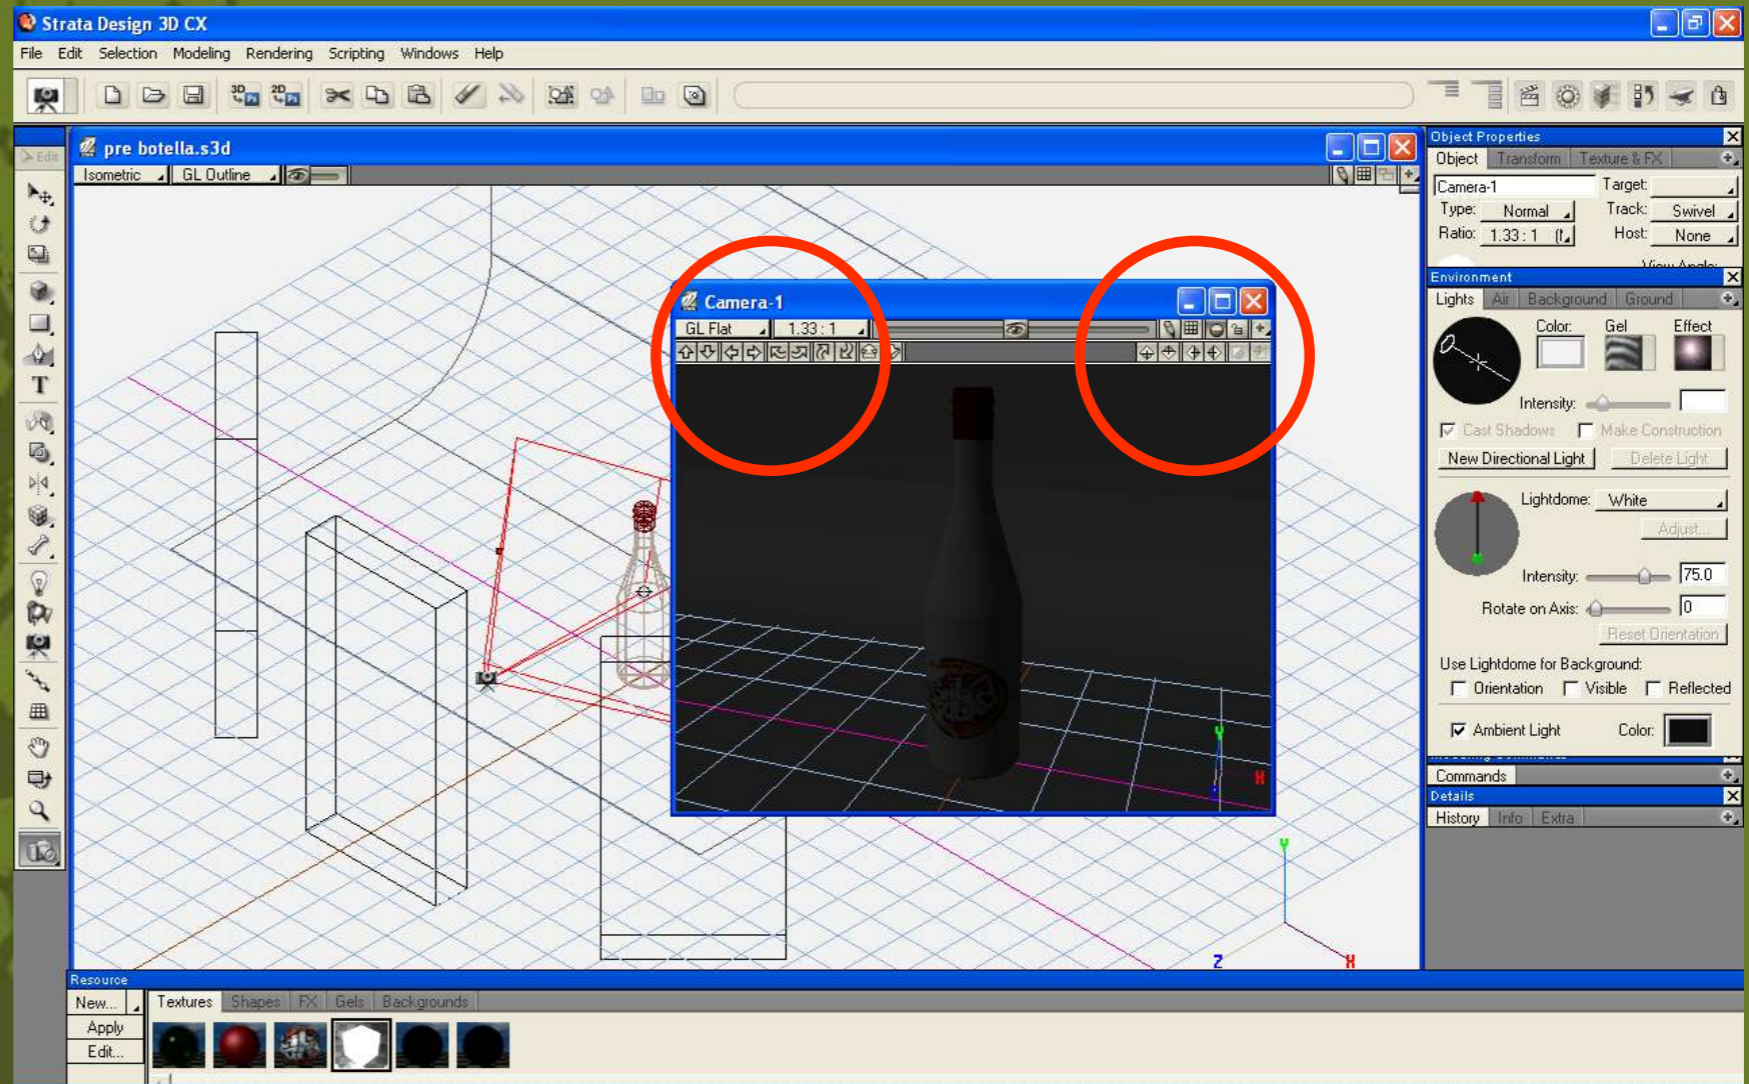 Strata Design 3D CX
File Edit Selection Modeling Rendering Scripting Windows Help
3D 2D
Edit
pre botella.s3d
Isometric GL Outline
T
Camera-1
GL Flat 1.33 : 1
Y
X
Z
Y
Z
X
Object Properties
Object Transform Texture & FX
Camera-1 Target:
Type: Normal Track: Swivel
Ratio: 1.33 : 1 Host: None
View Angle:
Environment
Lights Air Background Ground
Color: Gel Effect
Intensity:
Cast Shadows Make Construction
New Directional Light Delete Light
Lightdome: White
Adjust...
Intensity: 75.0
Rotate on Axis: 0
Reset Orientation
Use Lightdome for Background:
Orientation Visible Reflected
Ambient Light Color:
Commands
Details
History Info Extra
Resource
New... Textures Shapes FX Gels Backgrounds
Apply
Edit...